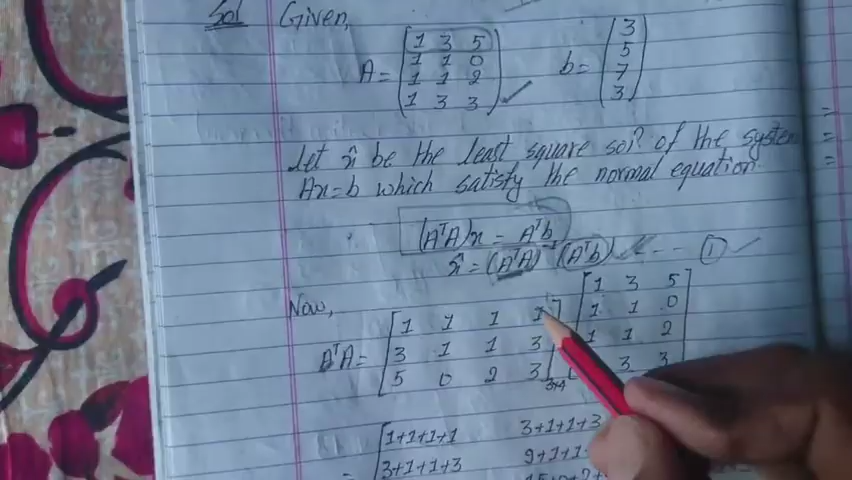 Sol Given,
A = [1 3 5
1 1 0
1 1 2
1 3 3] ✓ b = (3
5
7
3)
Let x̂ be the least square solⁿ of the system
Ax=b which satisfy the normal equation.
(AᵀA)x = Aᵀb
x̂ = (AᵀA)⁻¹ (Aᵀb) --- ① ✓
Now,
AᵀA = [1 1 1 1
3 1 1 3
5 0 2 3]3×4 [1 3 5
1 1 0
1 1 2
3 3]
= [1+1+1+1 3+1+1+3
3+1+1+3 9+1+1